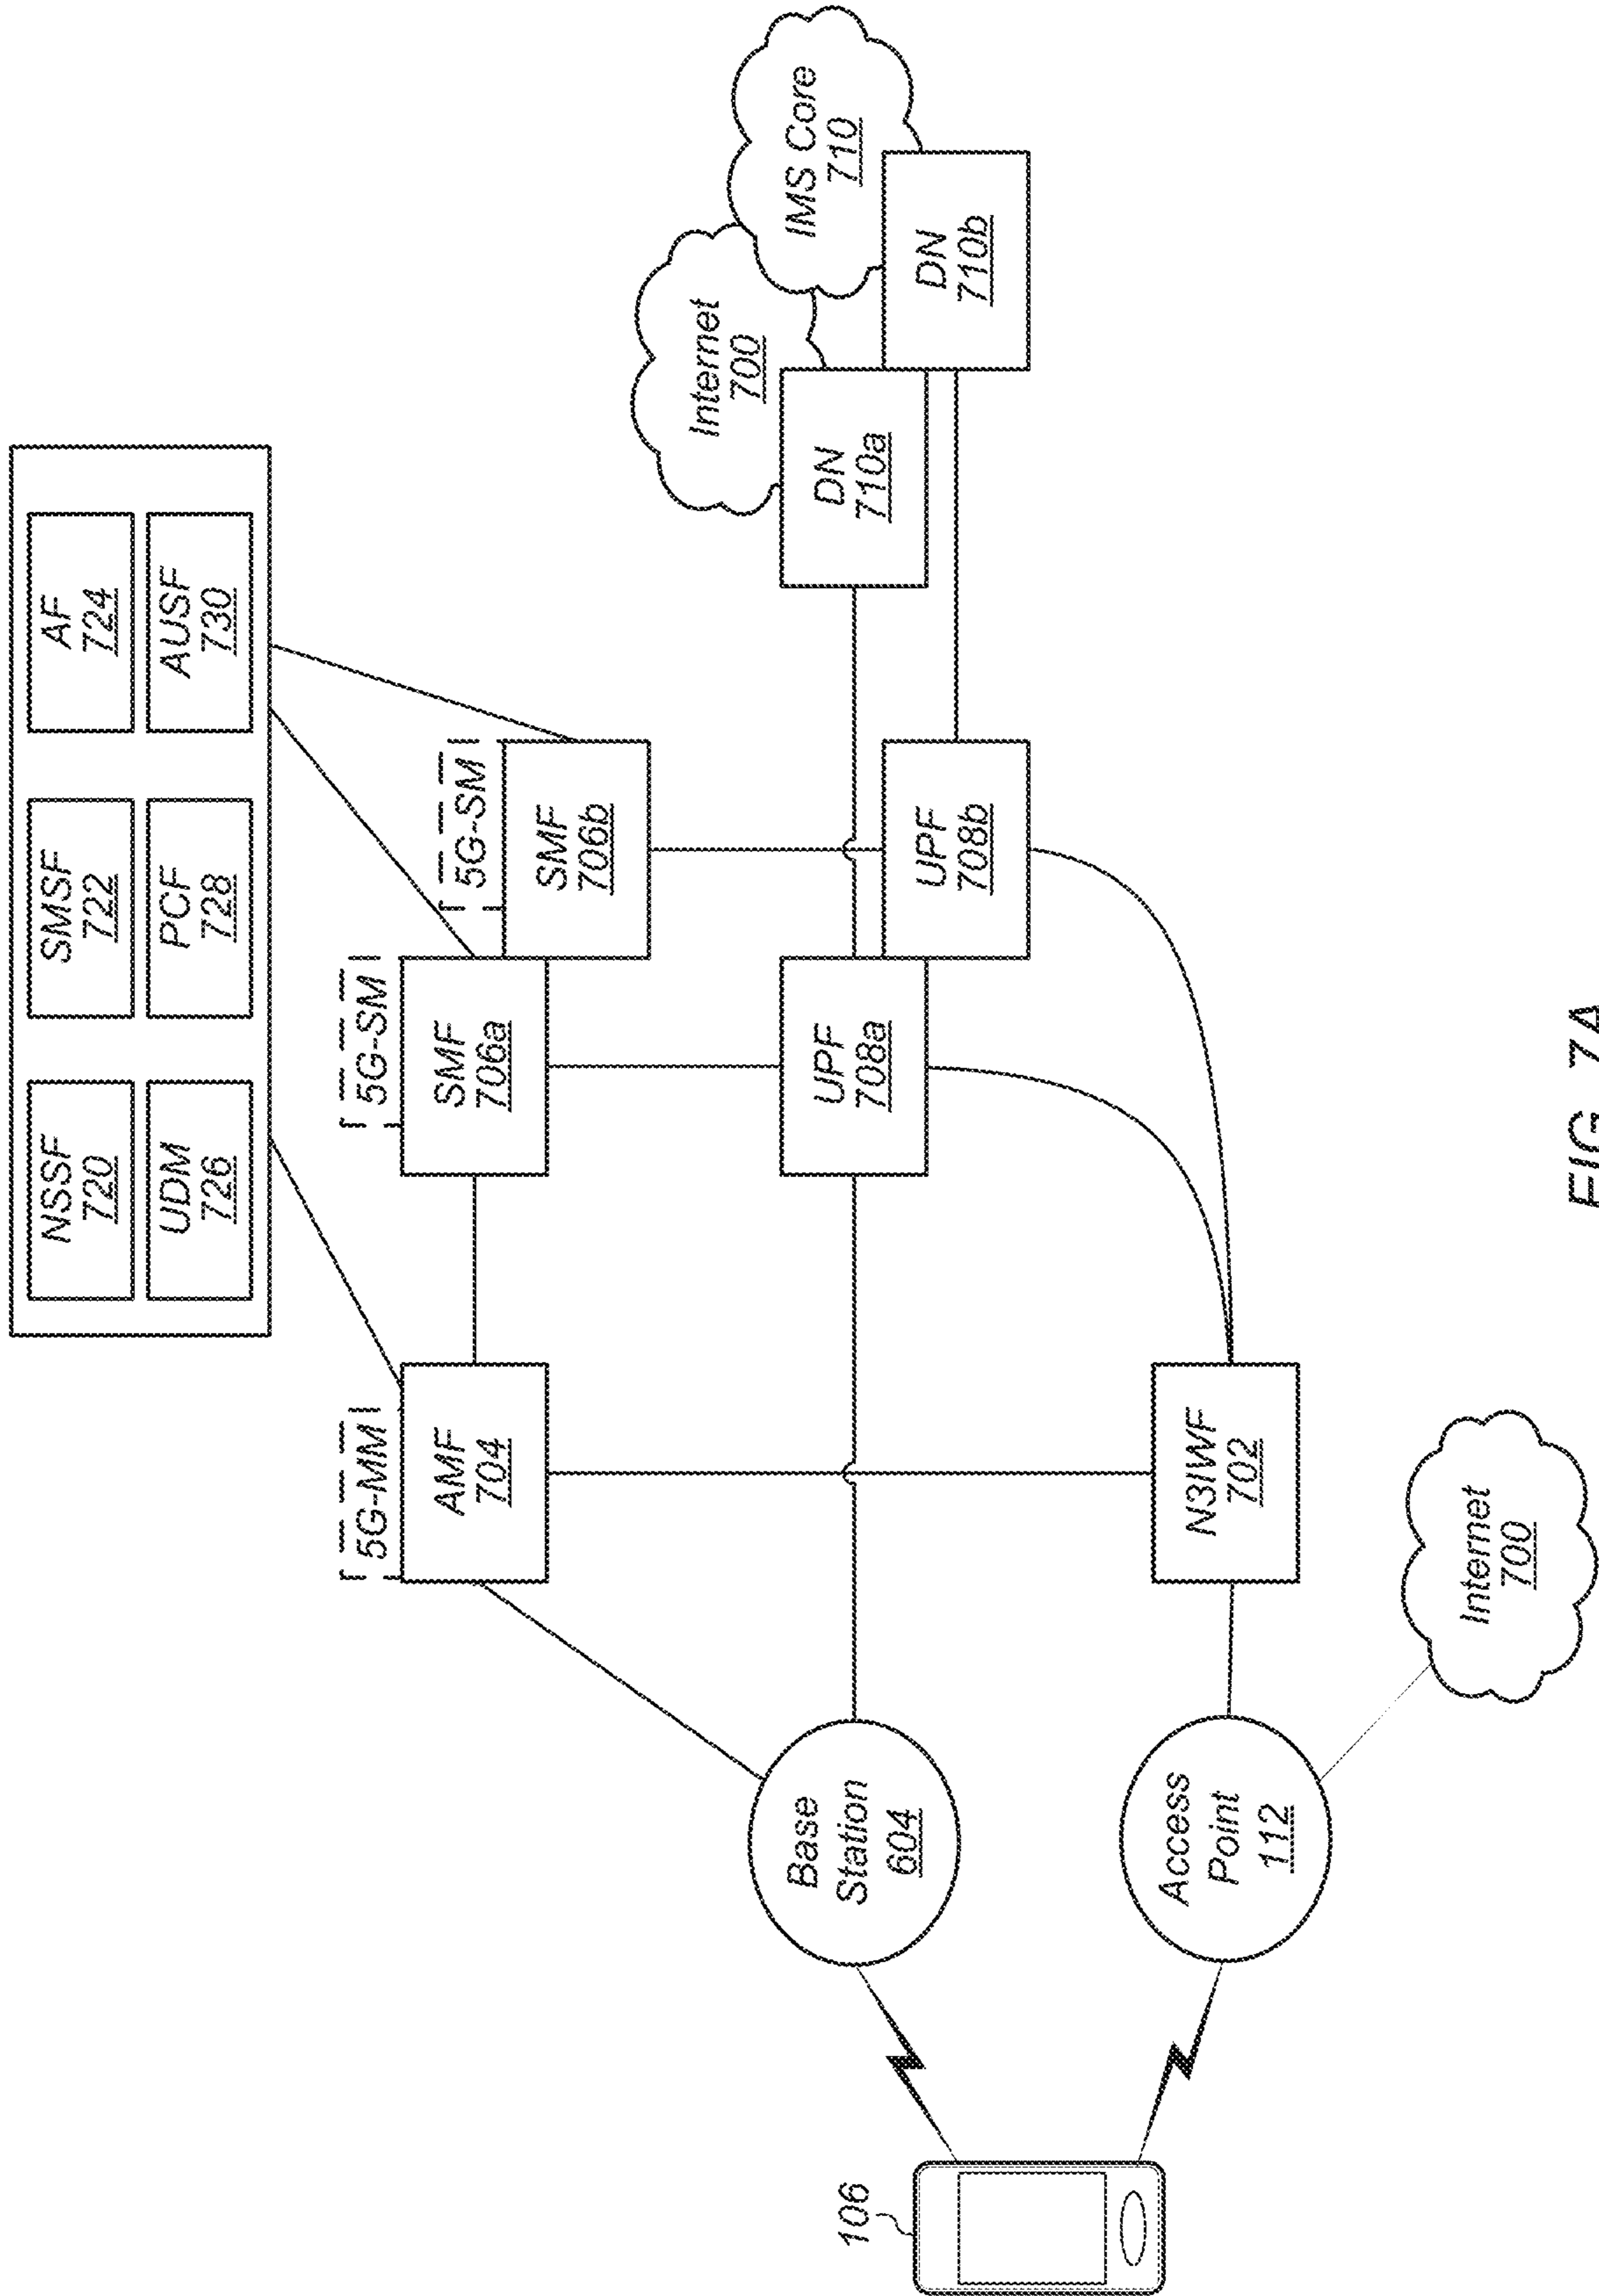 NSSF
720
SMSF
722
AF
724
UDM
726
PCF
728
AUSF
730
5G-MM
AMF
704
5G-SM
SMF
706a
5G-SM
SMF
706b
Internet
700
IMS Core
710
Base
Station
604
UPF
708a
UPF
708b
DN
710a
DN
710b
106
Access
Point
112
N3IWF
702
Internet
700
FIG. 7A